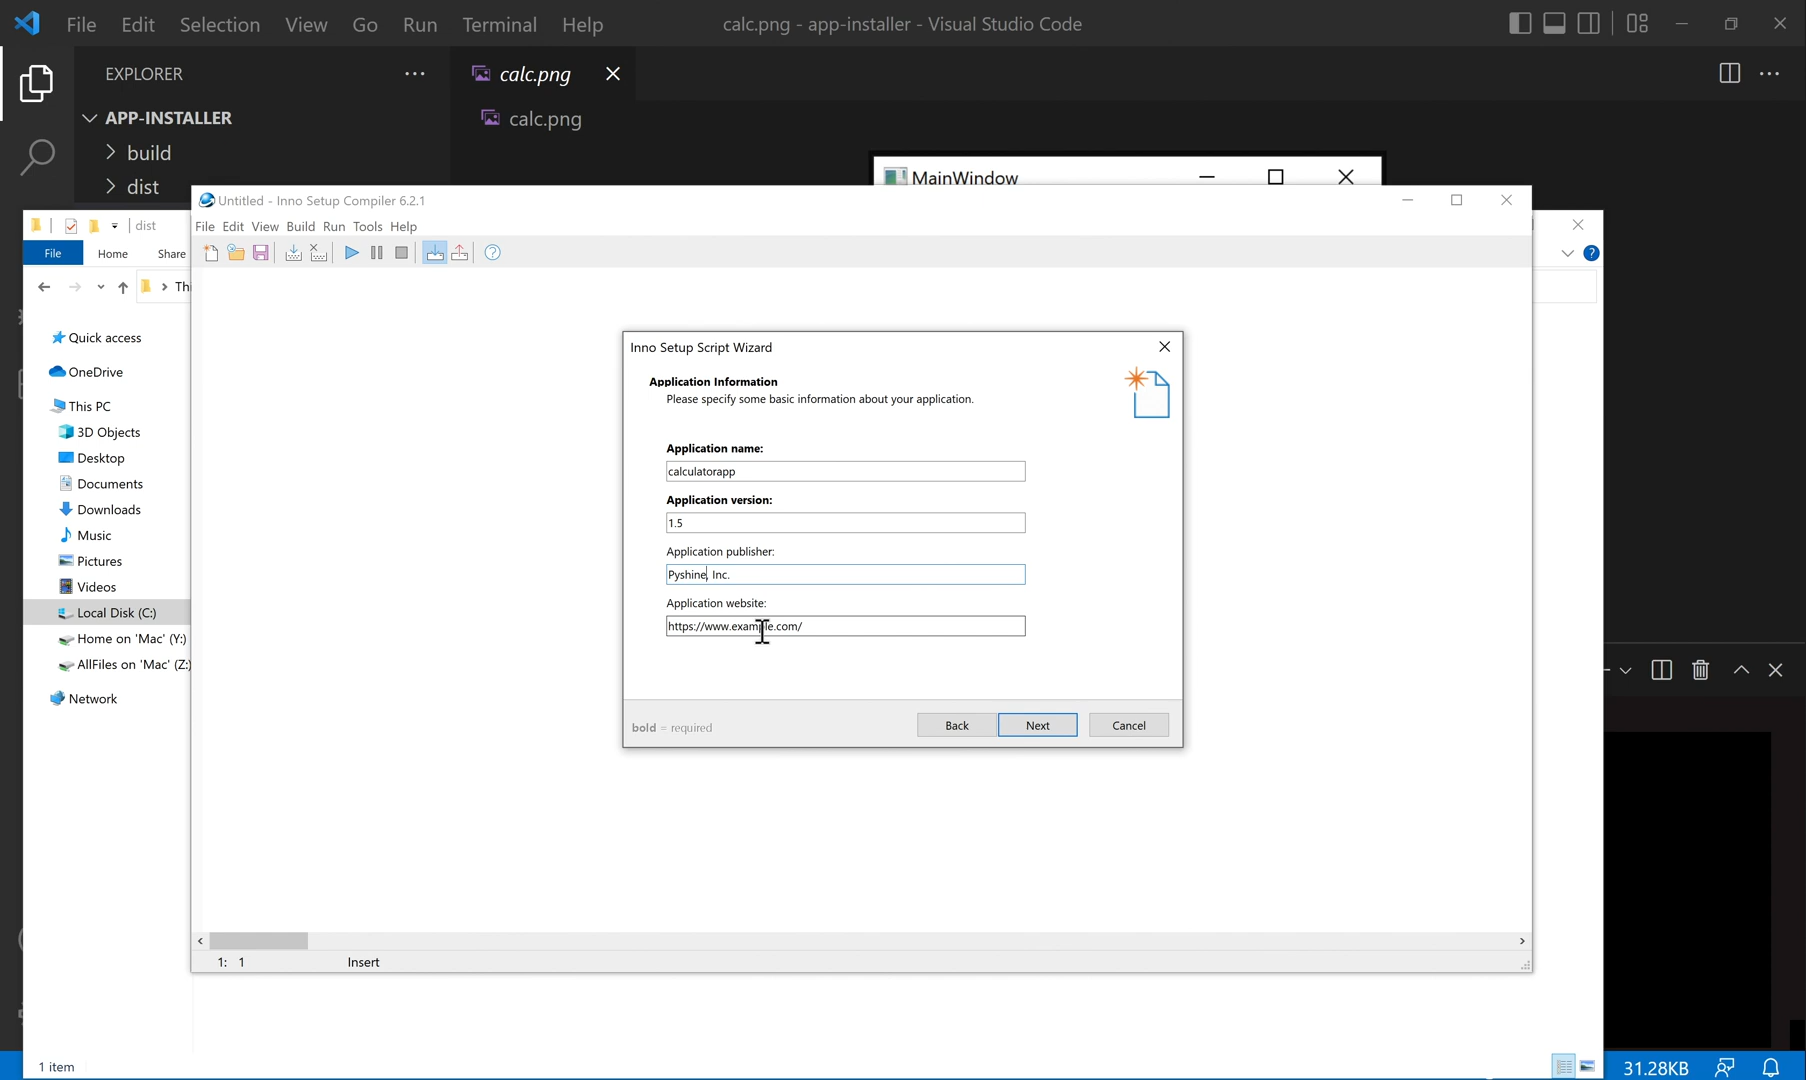 File Edit Selection View Go Run Terminal Help
calc.png - app-installer - Visual Studio Code
EXPLORER
calc.png
APP-INSTALLER
calc.png
build
dist
MainWindow
Untitled - Inno Setup Compiler 6.2.1
File Edit View Build Run Tools Help
dist
File Home Share
Thi
Quick access
OneDrive
This PC
3D Objects
Desktop
Documents
Downloads
Music
Pictures
Videos
Local Disk (C:)
Home on 'Mac' (Y:)
AllFiles on 'Mac' (Z:)
Network
Inno Setup Script Wizard
Application Information
Please specify some basic information about your application.
Application name:
calculatorapp
Application version:
1.5
Application publisher:
Pyshine, Inc.
Application website:
https://www.example.com/
bold = required
Back Next Cancel
1: 1 Insert
1 item
31.28KB